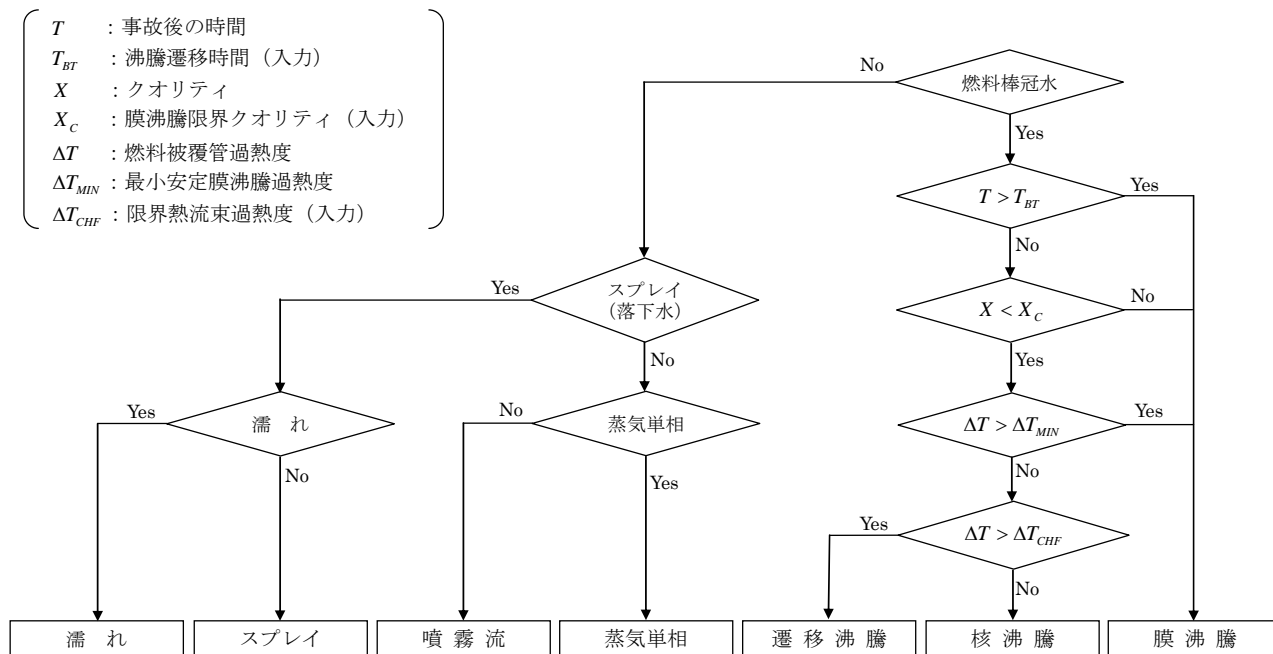 T ：事故後の時間
T_BT ：沸騰遷移時間（入力）
X ：クオリティ
X_C ：膜沸騰限界クオリティ（入力）
ΔT ：燃料被覆管過熱度
ΔT_MIN ：最小安定膜沸騰過熱度
ΔT_CHF ：限界熱流束過熱度（入力）
No
燃料棒冠水
Yes
T > T_BT
Yes
No
Yes
スプレイ
（落下水）
No
X < X_C
No
Yes
Yes
濡れ
No
No
蒸気単相
Yes
ΔT > ΔT_MIN
Yes
No
Yes
ΔT > ΔT_CHF
No
濡れ
スプレイ
噴霧流
蒸気単相
遷移沸騰
核沸騰
膜沸騰